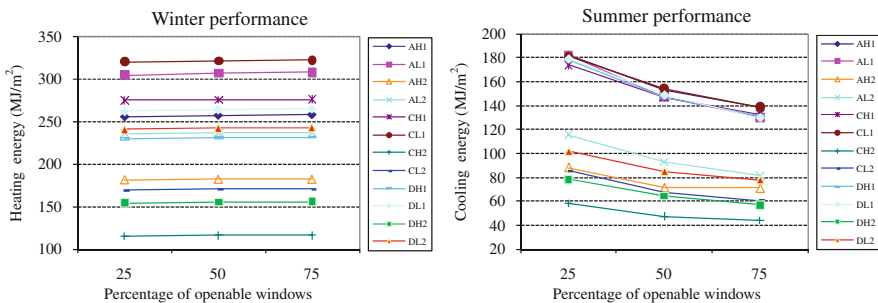 Winter performance
Heating energy (MJ/m²)
350
300
250
200
150
100
25 50 75
Percentage of openable windows
AH1
AL1
AH2
AL2
CH1
CL1
CH2
CL2
DH1
DL1
DH2
DL2
Summer performance
Cooling energy (MJ/m²)
200
180
160
140
120
100
80
60
40
20
25 50 75
Percentage of openable windows
AH1
AL1
AH2
AL2
CH1
CL1
CH2
CL2
DH1
DL1
DH2
DL2